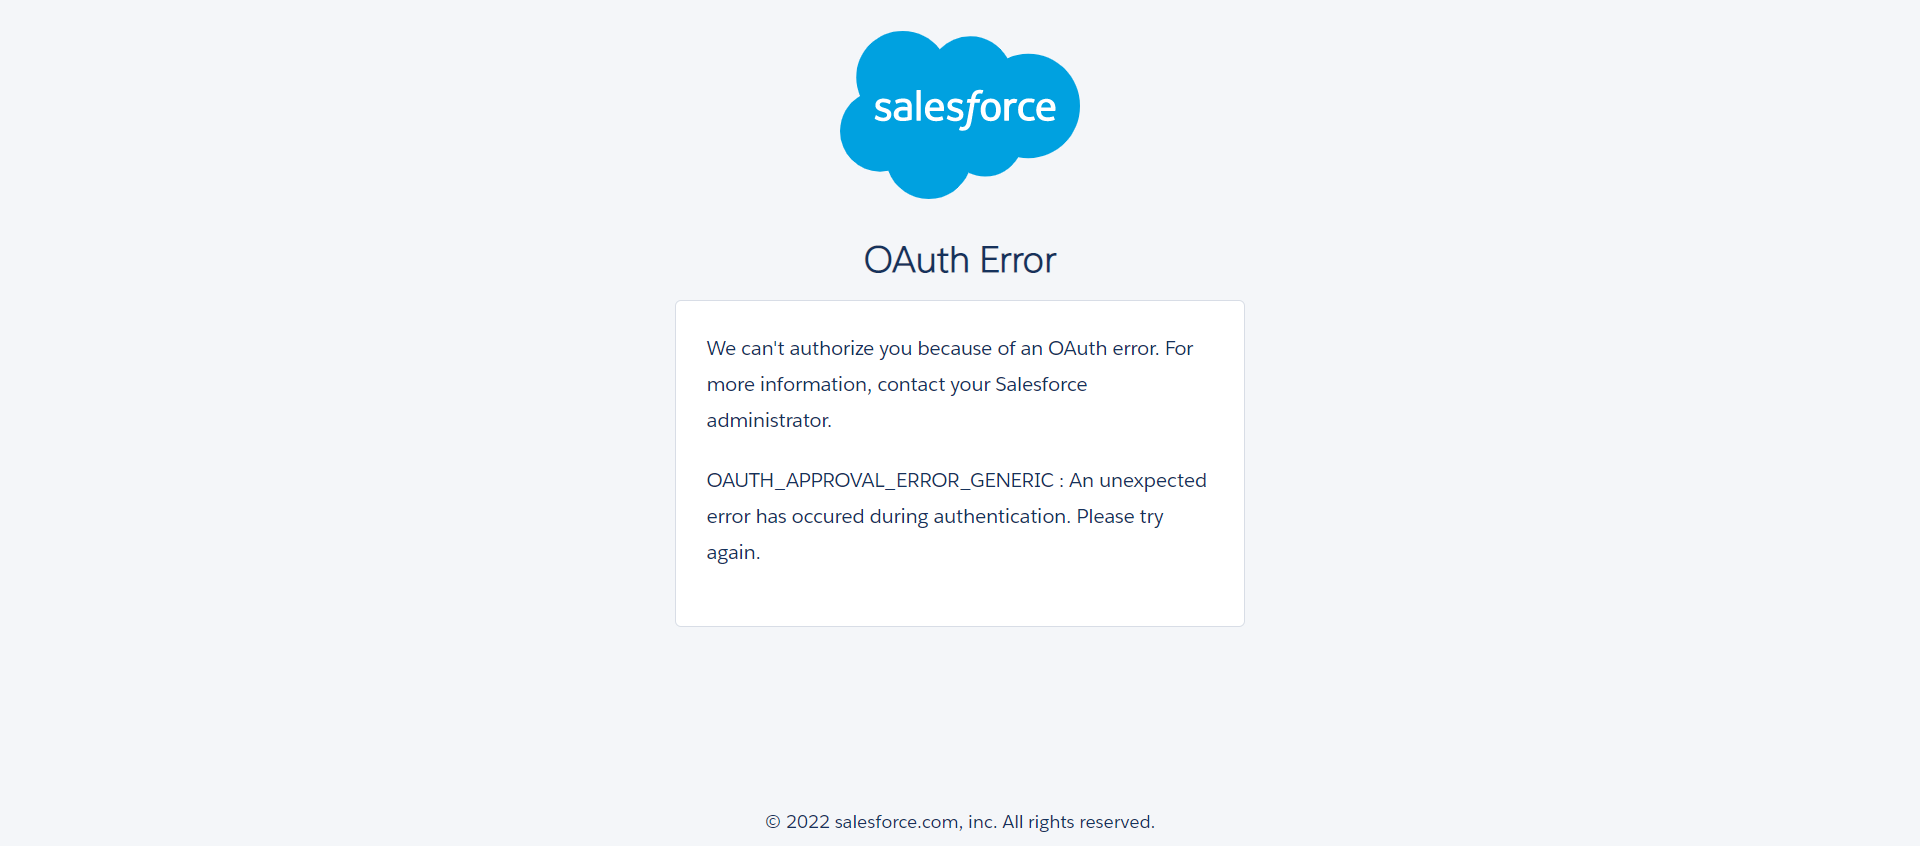 salesforce
OAuth Error
We can't authorize you because of an OAuth error. For
more information, contact your Salesforce
administrator.
OAUTH_APPROVAL_ERROR_GENERIC : An unexpected
error has occured during authentication. Please try
again.
© 2022 salesforce.com, inc. All rights reserved.